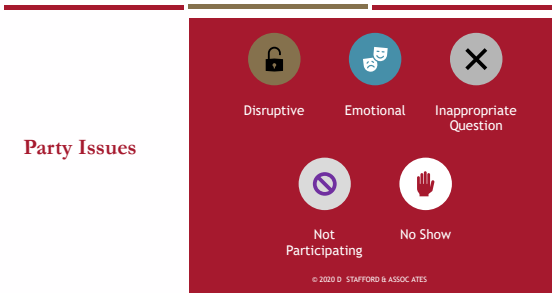 Party Issues
Disruptive
Emotional
Inappropriate
Question
Not
Participating
No Show
© 2020 D STAFFORD & ASSOC ATES